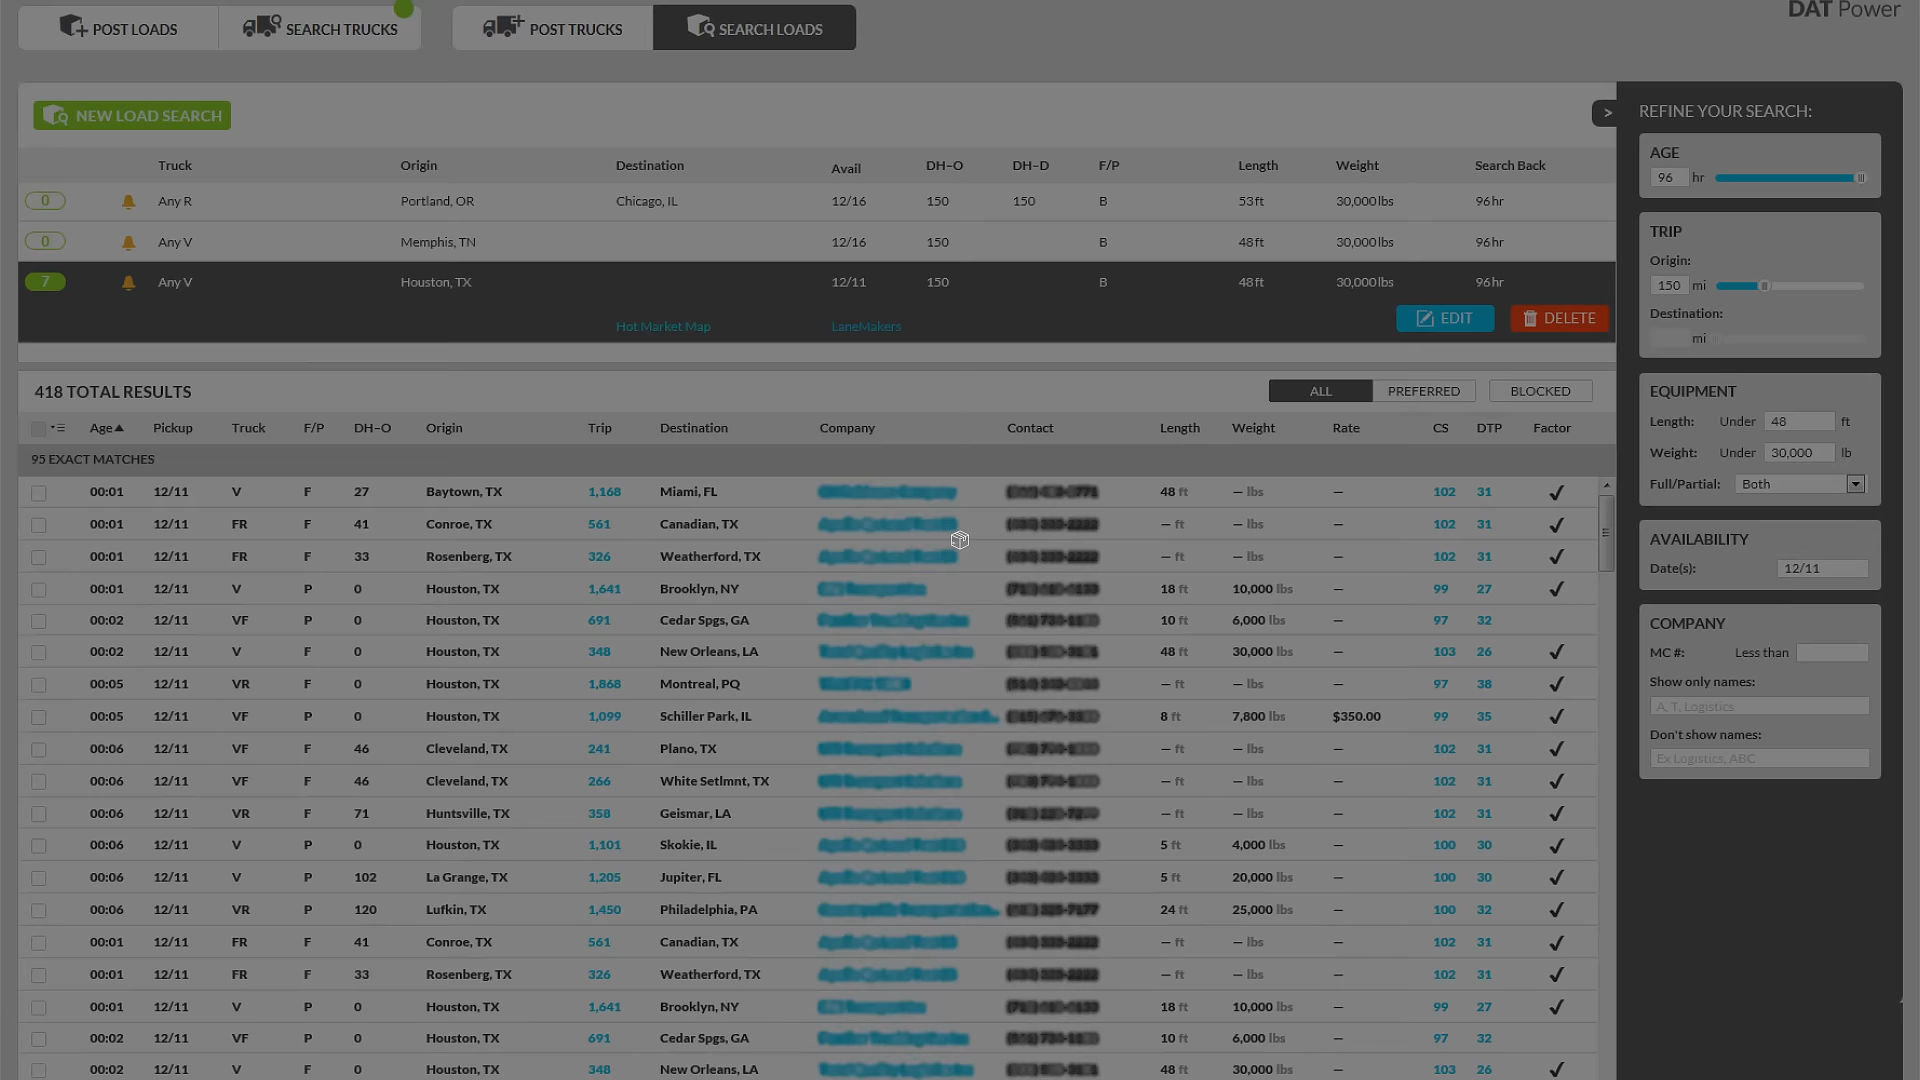 DAT Power
POST LOADS SEARCH TRUCKS POST TRUCKS SEARCH LOADS
NEW LOAD SEARCH
Truck Origin Destination Avail DH-O DH-D F/P Length Weight Search Back
0 Any R Portland, OR Chicago, IL 12/16 150 150 B 53ft 30,000lbs 96hr
0 Any V Memphis, TN 12/16 150 B 48ft 30,000lbs 96hr
7 Any V Houston, TX 12/11 150 B 48ft 30,000lbs 96hr
Hot Market Map LaneMakers EDIT DELETE
418 TOTAL RESULTS ALL PREFERRED BLOCKED
Age Pickup Truck F/P DH-O Origin Trip Destination Company Contact Length Weight Rate CS DTP Factor
95 EXACT MATCHES
00:01 12/11 V F 27 Baytown, TX 1,168 Miami, FL 48 ft — lbs — 102 31 ✓
00:01 12/11 FR F 41 Conroe, TX 561 Canadian, TX — ft — lbs — 102 31 ✓
00:01 12/11 FR F 33 Rosenberg, TX 326 Weatherford, TX — ft — lbs — 102 31 ✓
00:01 12/11 V P 0 Houston, TX 1,641 Brooklyn, NY 18 ft 10,000 lbs — 99 27 ✓
00:02 12/11 VF P 0 Houston, TX 691 Cedar Spgs, GA 10 ft 6,000 lbs — 97 32
00:02 12/11 V F 0 Houston, TX 348 New Orleans, LA 48 ft 30,000 lbs — 103 26 ✓
00:05 12/11 VR F 0 Houston, TX 1,868 Montreal, PQ — ft — lbs — 97 38 ✓
00:05 12/11 VF P 0 Houston, TX 1,099 Schiller Park, IL 8 ft 7,800 lbs $350.00 99 35 ✓
00:06 12/11 VF F 46 Cleveland, TX 241 Plano, TX — ft — lbs — 102 31 ✓
00:06 12/11 VF F 46 Cleveland, TX 266 White Setlmnt, TX — ft — lbs — 102 31 ✓
00:06 12/11 VR F 71 Huntsville, TX 358 Geismar, LA — ft — lbs — 102 31 ✓
00:06 12/11 V P 0 Houston, TX 1,101 Skokie, IL 5 ft 4,000 lbs — 100 30 ✓
00:06 12/11 V P 102 La Grange, TX 1,205 Jupiter, FL 5 ft 20,000 lbs — 100 30 ✓
00:06 12/11 VR P 120 Lufkin, TX 1,450 Philadelphia, PA 24 ft 25,000 lbs — 100 32 ✓
00:01 12/11 FR F 41 Conroe, TX 561 Canadian, TX — ft — lbs — 102 31 ✓
00:01 12/11 FR F 33 Rosenberg, TX 326 Weatherford, TX — ft — lbs — 102 31 ✓
00:01 12/11 V P 0 Houston, TX 1,641 Brooklyn, NY 18 ft 10,000 lbs — 99 27 ✓
00:02 12/11 VF P 0 Houston, TX 691 Cedar Spgs, GA 10 ft 6,000 lbs — 97 32
00:02 12/11 V F 0 Houston, TX 348 New Orleans, LA 48 ft 30,000 lbs — 103 26 ✓
> REFINE YOUR SEARCH:
AGE
96 hr
TRIP
Origin:
150 mi
Destination:
mi
EQUIPMENT
Length: Under 48 ft
Weight: Under 30,000 lb
Full/Partial: Both
AVAILABILITY
Date(s): 12/11
COMPANY
MC #: Less than
Show only names:
A, T, Logistics
Don't show names:
Ex Logistics, ABC